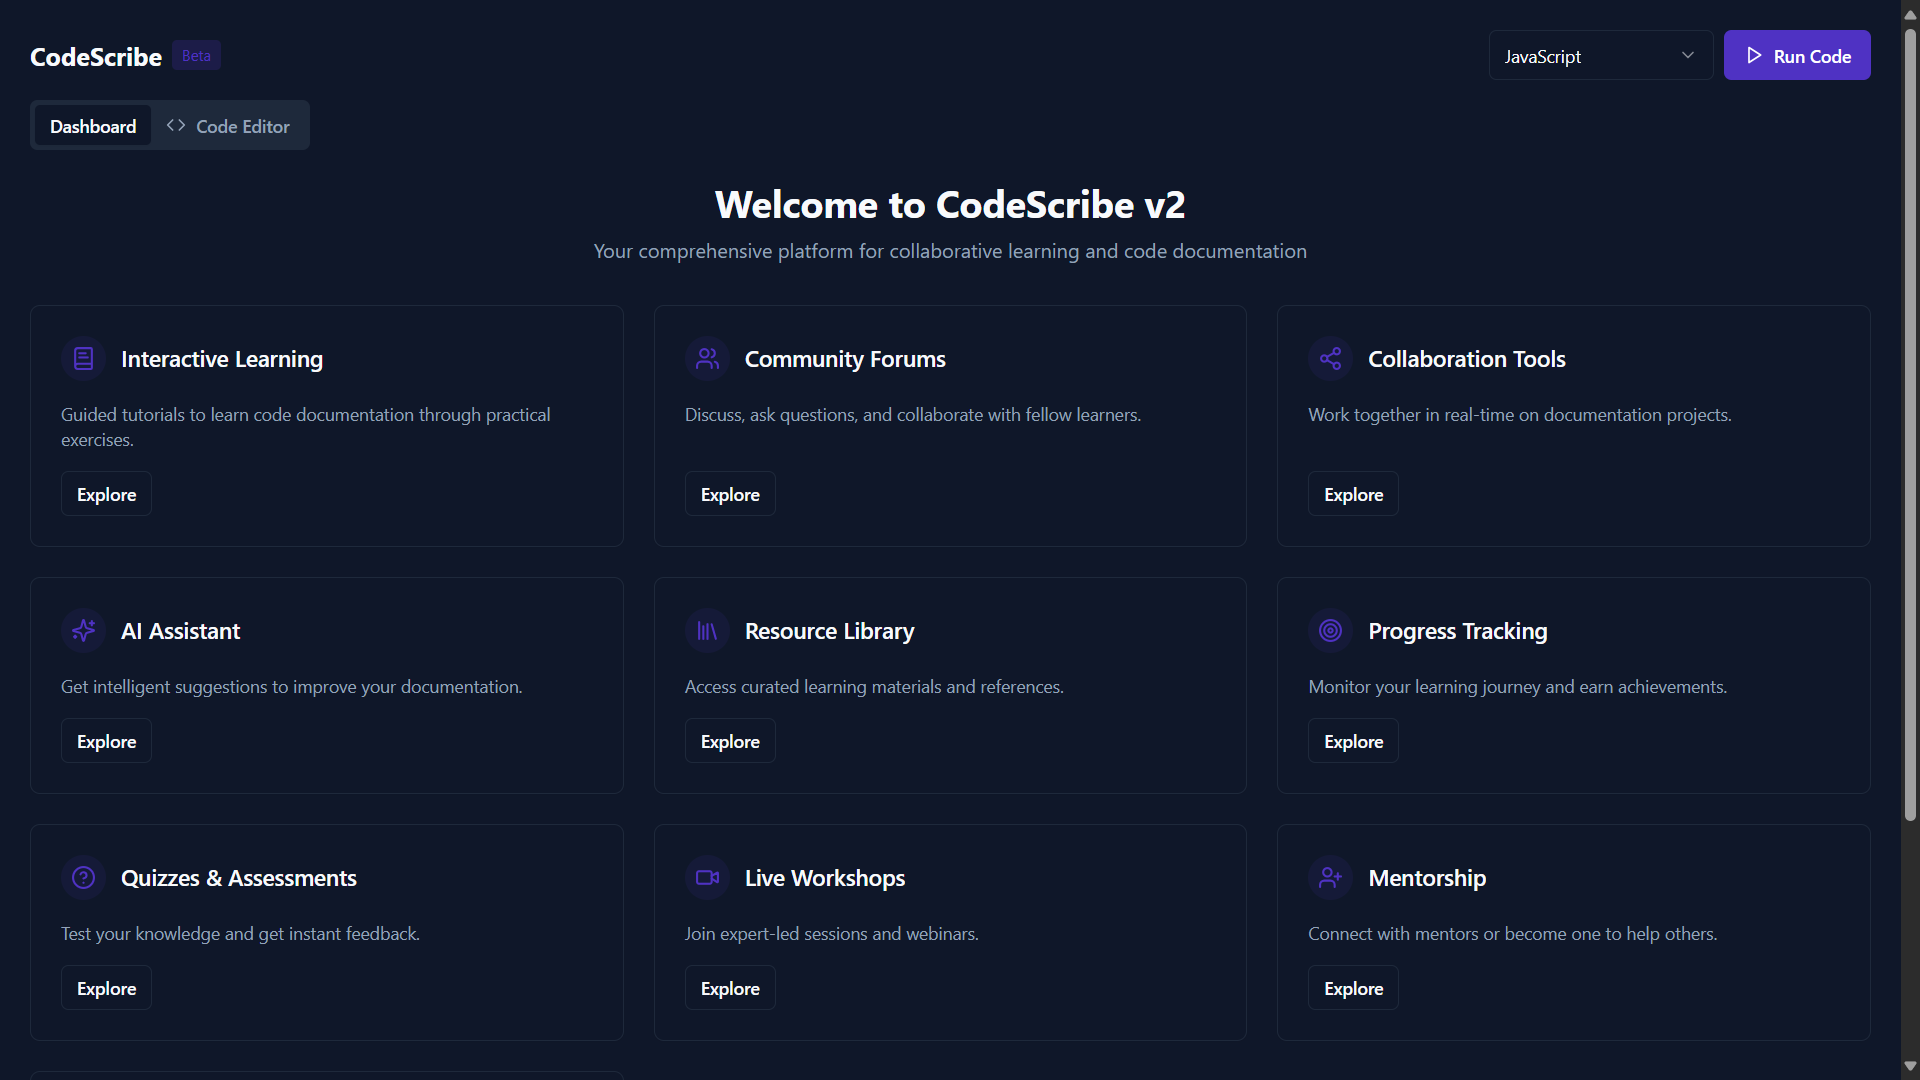 CodeScribe
Beta
JavaScript
Run Code
Dashboard
Code Editor
Welcome to CodeScribe v2
Your comprehensive platform for collaborative learning and code documentation
Interactive Learning
Guided tutorials to learn code documentation through practical
exercises.
Explore
Community Forums
Discuss, ask questions, and collaborate with fellow learners.
Explore
Collaboration Tools
Work together in real-time on documentation projects.
Explore
AI Assistant
Get intelligent suggestions to improve your documentation.
Explore
Resource Library
Access curated learning materials and references.
Explore
Progress Tracking
Monitor your learning journey and earn achievements.
Explore
Quizzes & Assessments
Test your knowledge and get instant feedback.
Explore
Live Workshops
Join expert-led sessions and webinars.
Explore
Mentorship
Connect with mentors or become one to help others.
Explore